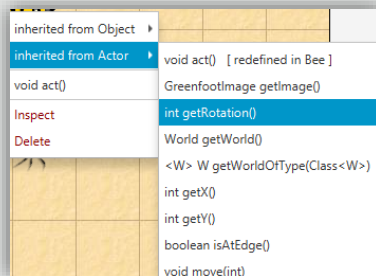 inherited from Object
inherited from Actor
void act()
Inspect
Delete
void act() [ redefined in Bee ]
GreenfootImage getImage()
int getRotation()
World getWorld()
<W> W getWorldOfType(Class<W>)
int getX()
int getY()
boolean isAtEdge()
void move(int)